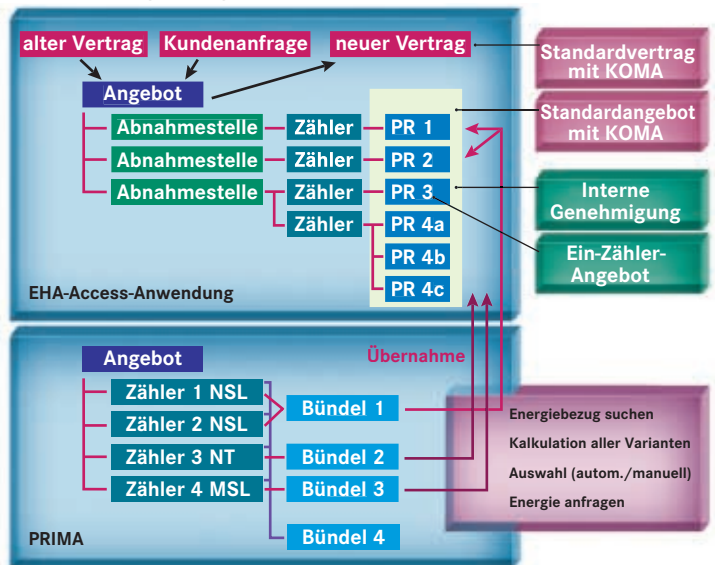 alter Vertrag
Kundenanfrage
neuer Vertrag
Angebot
Abnahmestelle
Zähler
PR 1
Abnahmestelle
Zähler
PR 2
Abnahmestelle
Zähler
PR 3
Zähler
PR 4a
PR 4b
PR 4c
EHA-Access-Anwendung
Standardvertrag
mit KOMA
Standardangebot
mit KOMA
Interne
Genehmigung
Ein-Zähler-
Angebot
Angebot
Übernahme
Zähler 1 NSL
Zähler 2 NSL
Bündel 1
Zähler 3 NT
Bündel 2
Zähler 4 MSL
Bündel 3
Bündel 4
PRIMA
Energiebezug suchen
Kalkulation aller Varianten
Auswahl (autom./manuell)
Energie anfragen